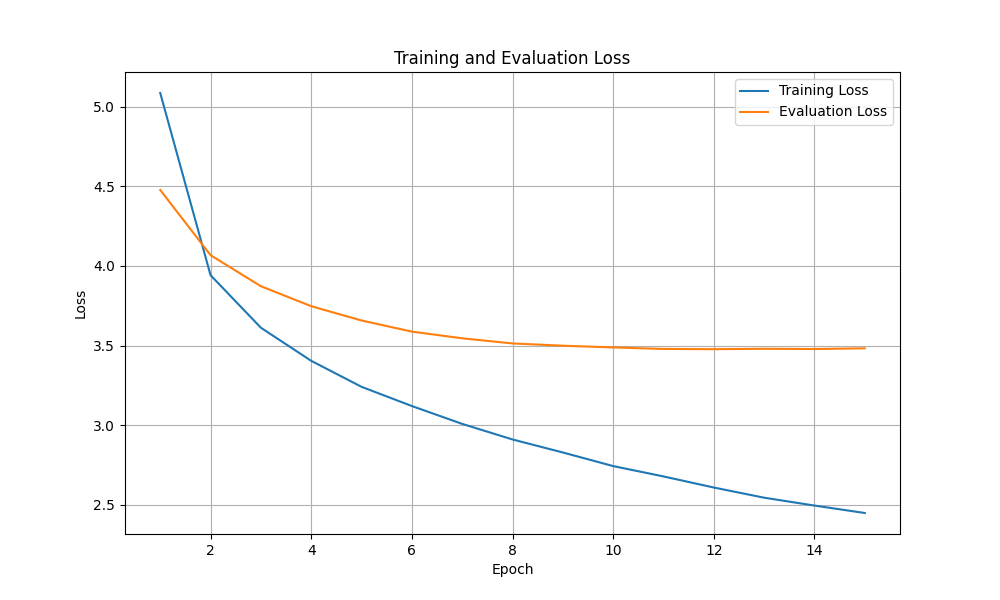 Training and Evaluation Loss
Training Loss
Evaluation Loss
5.0
4.5
4.0
3.5
3.0
2.5
Loss
2 4 6 8 10 12 14
Epoch